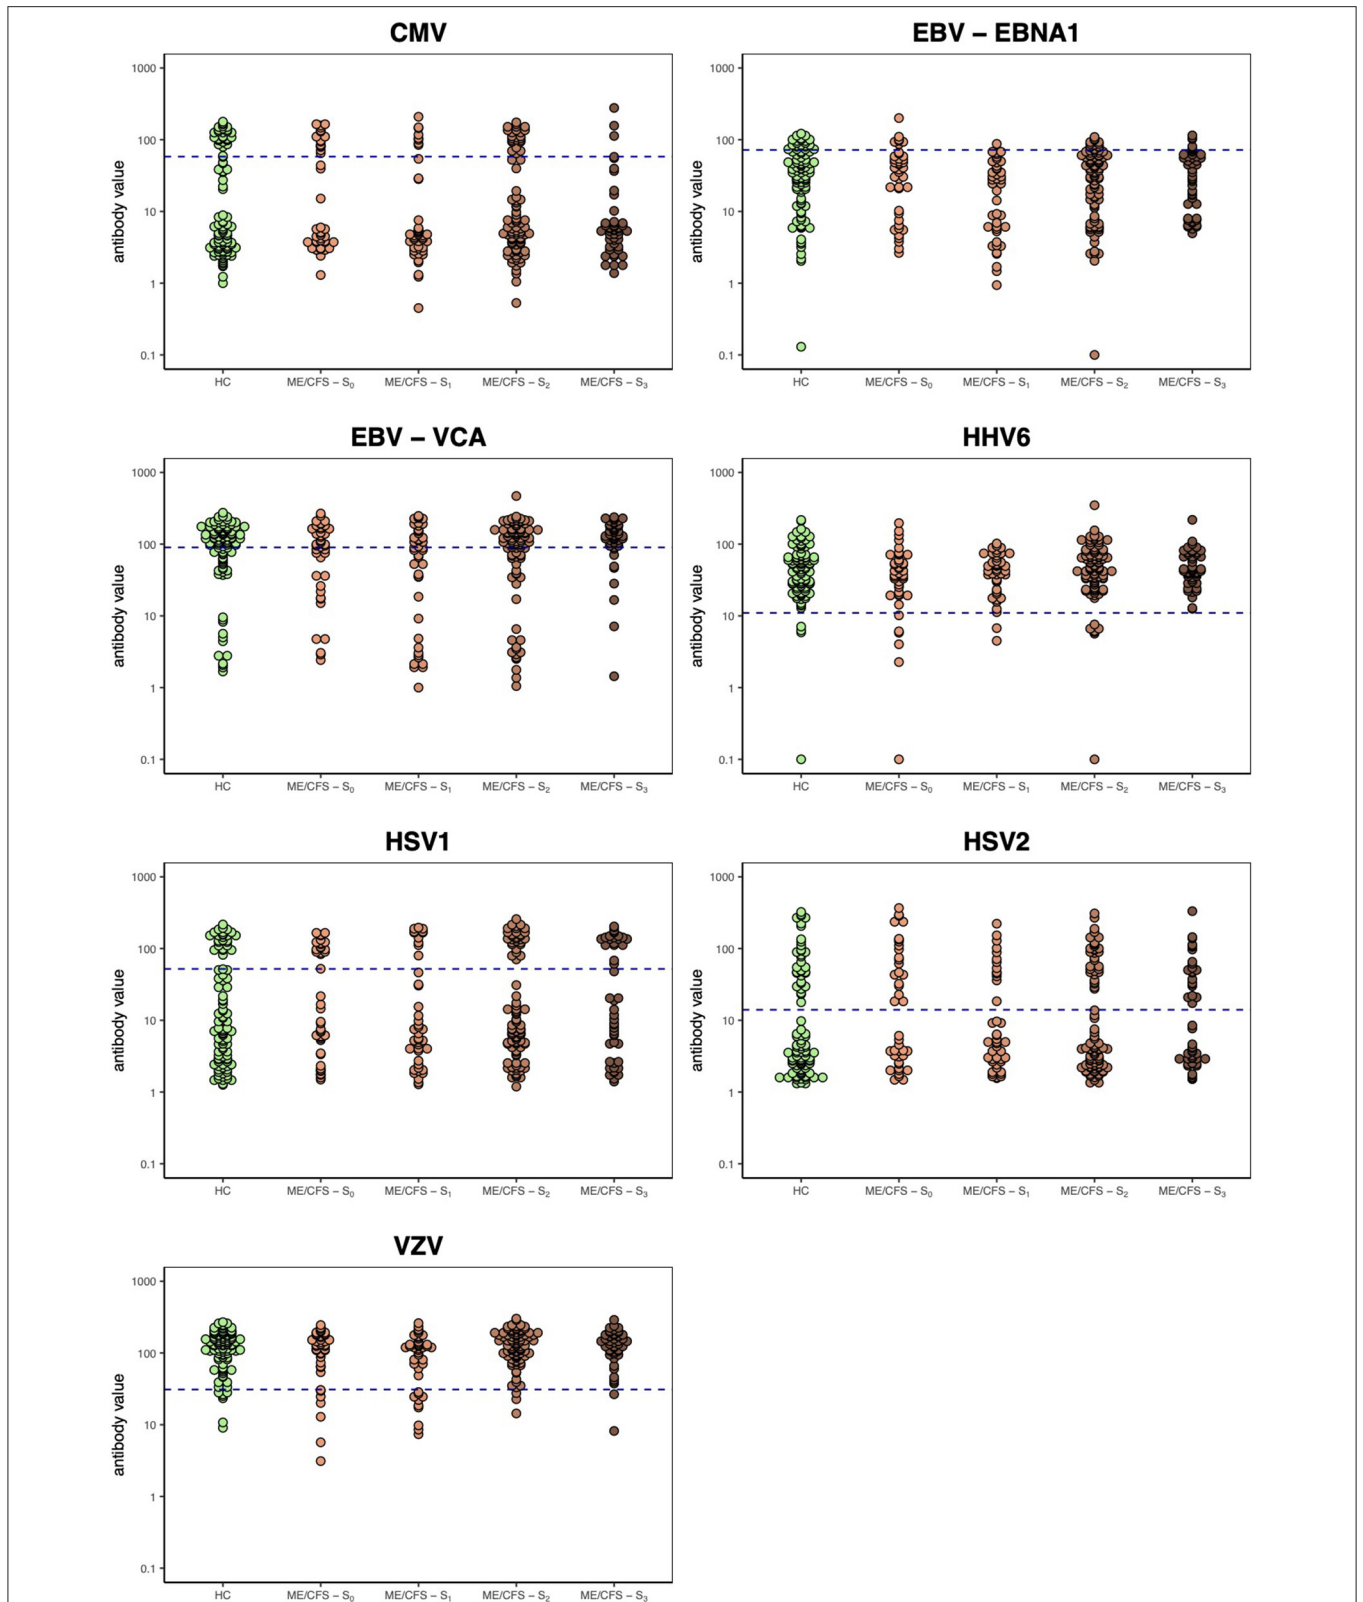 CMV
EBV – EBNA1
1000
100
10
1
0.1
antibody value
HC
ME/CFS – S0
ME/CFS – S1
ME/CFS – S2
ME/CFS – S3
1000
100
10
1
0.1
antibody value
HC
ME/CFS – S0
ME/CFS – S1
ME/CFS – S2
ME/CFS – S3
EBV – VCA
HHV6
1000
100
10
1
0.1
antibody value
HC
ME/CFS – S0
ME/CFS – S1
ME/CFS – S2
ME/CFS – S3
1000
100
10
1
0.1
antibody value
HC
ME/CFS – S0
ME/CFS – S1
ME/CFS – S2
ME/CFS – S3
HSV1
HSV2
1000
100
10
1
0.1
antibody value
HC
ME/CFS – S0
ME/CFS – S1
ME/CFS – S2
ME/CFS – S3
1000
100
10
1
0.1
antibody value
HC
ME/CFS – S0
ME/CFS – S1
ME/CFS – S2
ME/CFS – S3
VZV
1000
100
10
1
0.1
antibody value
HC
ME/CFS – S0
ME/CFS – S1
ME/CFS – S2
ME/CFS – S3